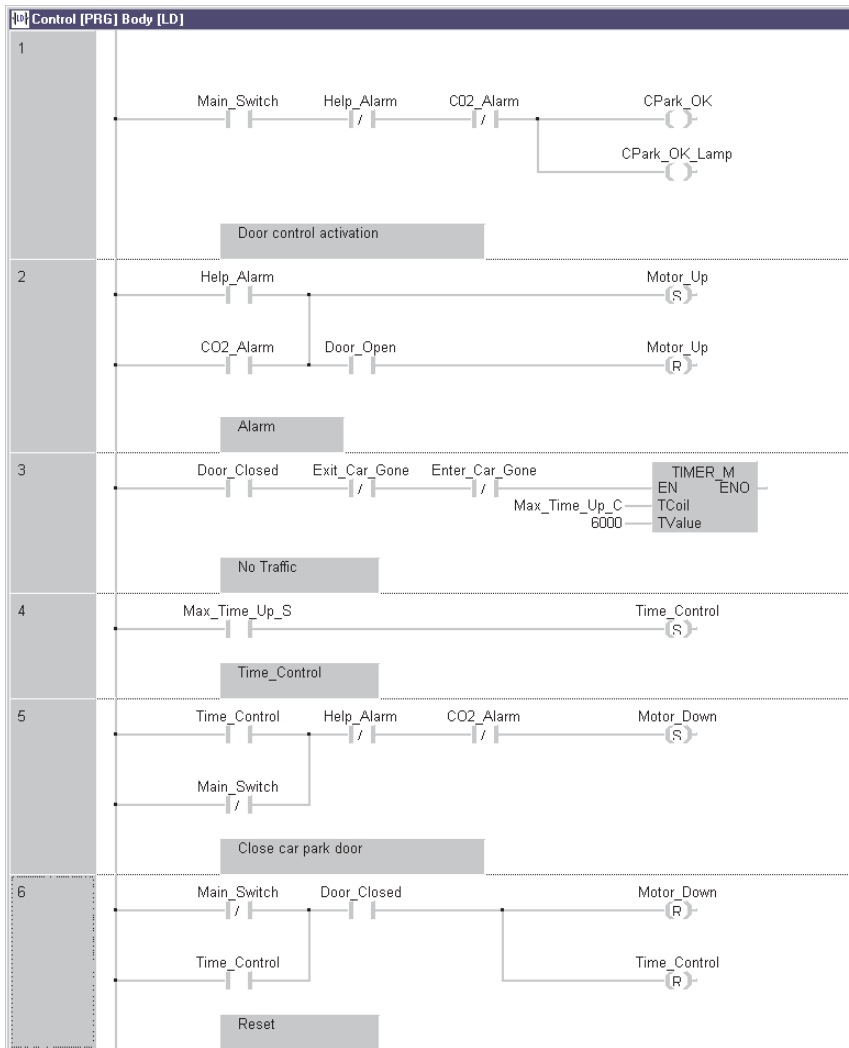 Control [PRG] Body [LD]
1
Main_Switch Help_Alarm C02_Alarm CPark_OK
/ /
CPark_OK_Lamp
Door control activation
2
Help_Alarm Motor_Up
S
CO2_Alarm Door_Open Motor_Up
R
Alarm
3
Door_Closed Exit_Car_Gone Enter_Car_Gone TIMER_M
/ / EN ENO
Max_Time_Up_C TCoil
6000 TValue
No Traffic
4
Max_Time_Up_S Time_Control
S
Time_Control
5
Time_Control Help_Alarm CO2_Alarm Motor_Down
/ / S
Main_Switch
/
Close car park door
6
Main_Switch Door_Closed Motor_Down
/ R
Time_Control Time_Control
R
Reset